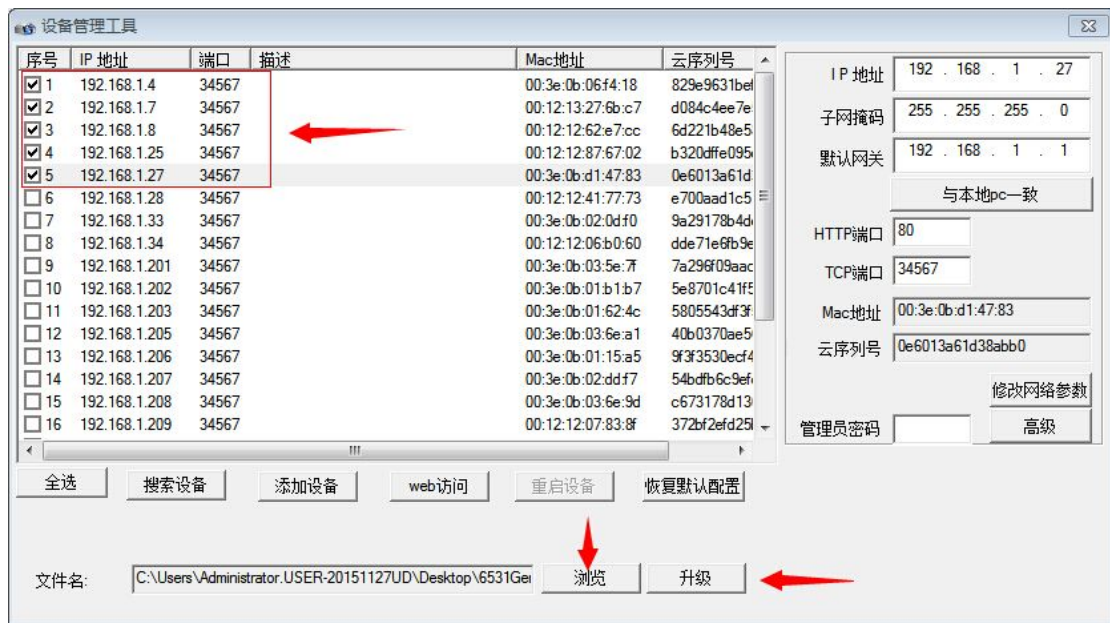 设备管理工具
序号 IP 地址 端口 描述 Mac地址 云序列号
1 192.168.1.4 34567 00:3e:0b:06:f4:18 829e9631bef
2 192.168.1.7 34567 00:12:13:27:6b:c7 d084c4ee7e
3 192.168.1.8 34567 00:12:12:62:e7:cc 6d221b48e5
4 192.168.1.25 34567 00:12:12:87:67:02 b320dffe095
5 192.168.1.27 34567 00:3e:0b:d1:47:83 0e6013a61d
6 192.168.1.28 34567 00:12:12:41:77:73 e700aad1c5
7 192.168.1.33 34567 00:3e:0b:02:0d:f0 9a29178b4d
8 192.168.1.34 34567 00:12:12:06:b0:60 dde71e6fb9e
9 192.168.1.201 34567 00:3e:0b:03:5e:7f 7a296f09aac
10 192.168.1.202 34567 00:3e:0b:01:b1:b7 5e8701c41f5
11 192.168.1.203 34567 00:3e:0b:01:62:4c 5805543df3f
12 192.168.1.205 34567 00:3e:0b:03:6e:a1 40b0370ae5
13 192.168.1.206 34567 00:3e:0b:01:15:a5 9f3f3530ecf4
14 192.168.1.207 34567 00:3e:0b:02:dd:f7 54bdfb6c9ef
15 192.168.1.208 34567 00:3e:0b:03:6e:9d c673178d13
16 192.168.1.209 34567 00:12:12:07:83:8f 372bf2efd25
IP 地址 192 . 168 . 1 . 27
子网掩码 255 . 255 . 255 . 0
默认网关 192 . 168 . 1 . 1
与本地pc一致
HTTP端口 80
TCP端口 34567
Mac地址 00:3e:0b:d1:47:83
云序列号 0e6013a61d38abb0
修改网络参数
管理员密码 高级
全选 搜索设备 添加设备 web访问 重启设备 恢复默认配置
文件名: C:\Users\Administrator.USER-20151127UD\Desktop\6531Ge 浏览 升级